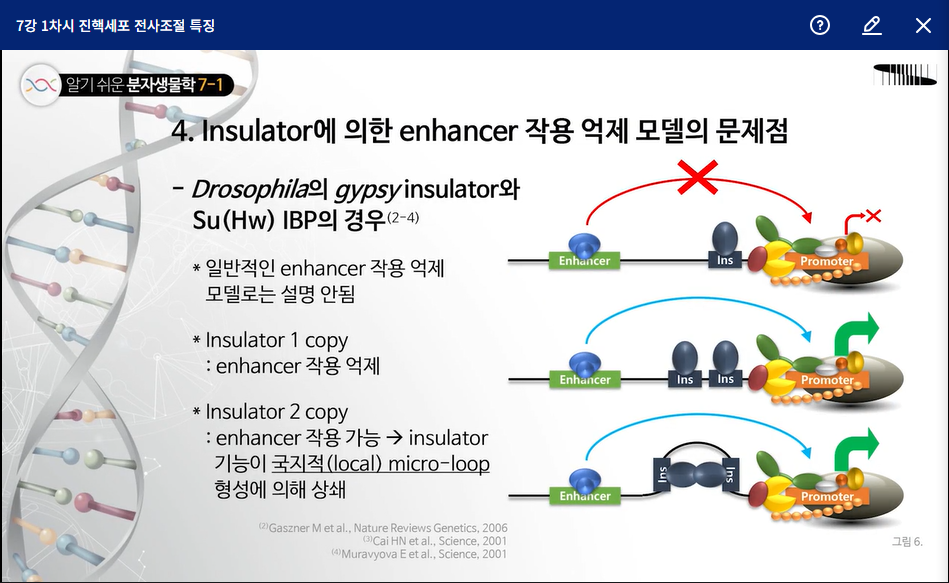 7강 1차시 진핵세포 전사조절 특징
알기 쉬운 분자생물학 7-1
4. Insulator에 의한 enhancer 작용 억제 모델의 문제점
- Drosophila의 gypsy insulator와
Su(Hw) IBP의 경우(2-4)
* 일반적인 enhancer 작용 억제
모델로는 설명 안됨
* Insulator 1 copy
: enhancer 작용 억제
* Insulator 2 copy
: enhancer 작용 가능 → insulator
기능이 국지적(local) micro-loop
형성에 의해 상쇄
Enhancer
Ins
Promoter
Enhancer
Ins
Ins
Promoter
Enhancer
Ins
Ins
Promoter
(2)Gaszner M et al., Nature Reviews Genetics, 2006
(3)Cai HN et al., Science, 2001
(4)Muravyova E et al., Science, 2001
그림 6.